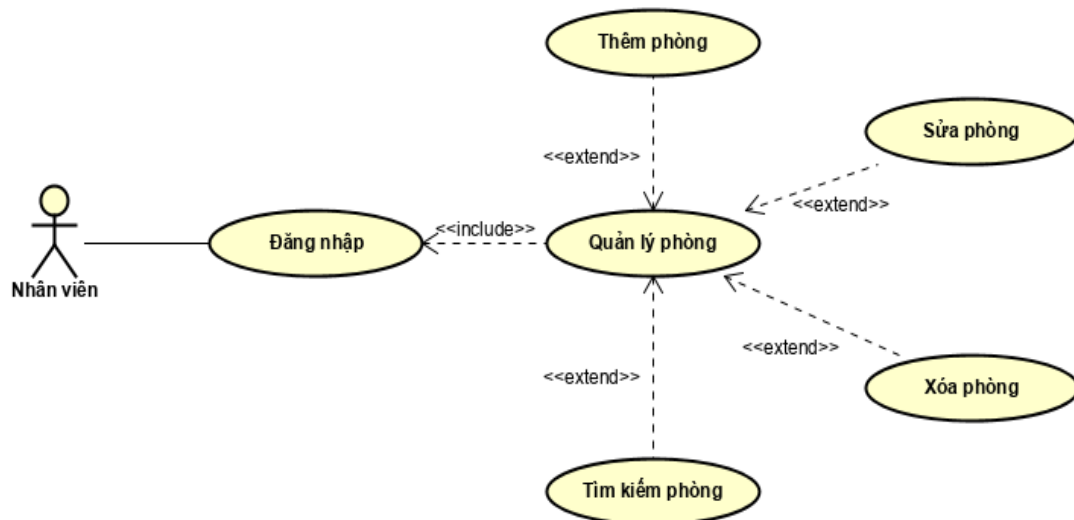 Thêm phòng
Sửa phòng
<<extend>>
<<extend>>
Đăng nhập
<<include>>
Quản lý phòng
Nhân viên
<<extend>>
<<extend>>
Xóa phòng
Tìm kiếm phòng